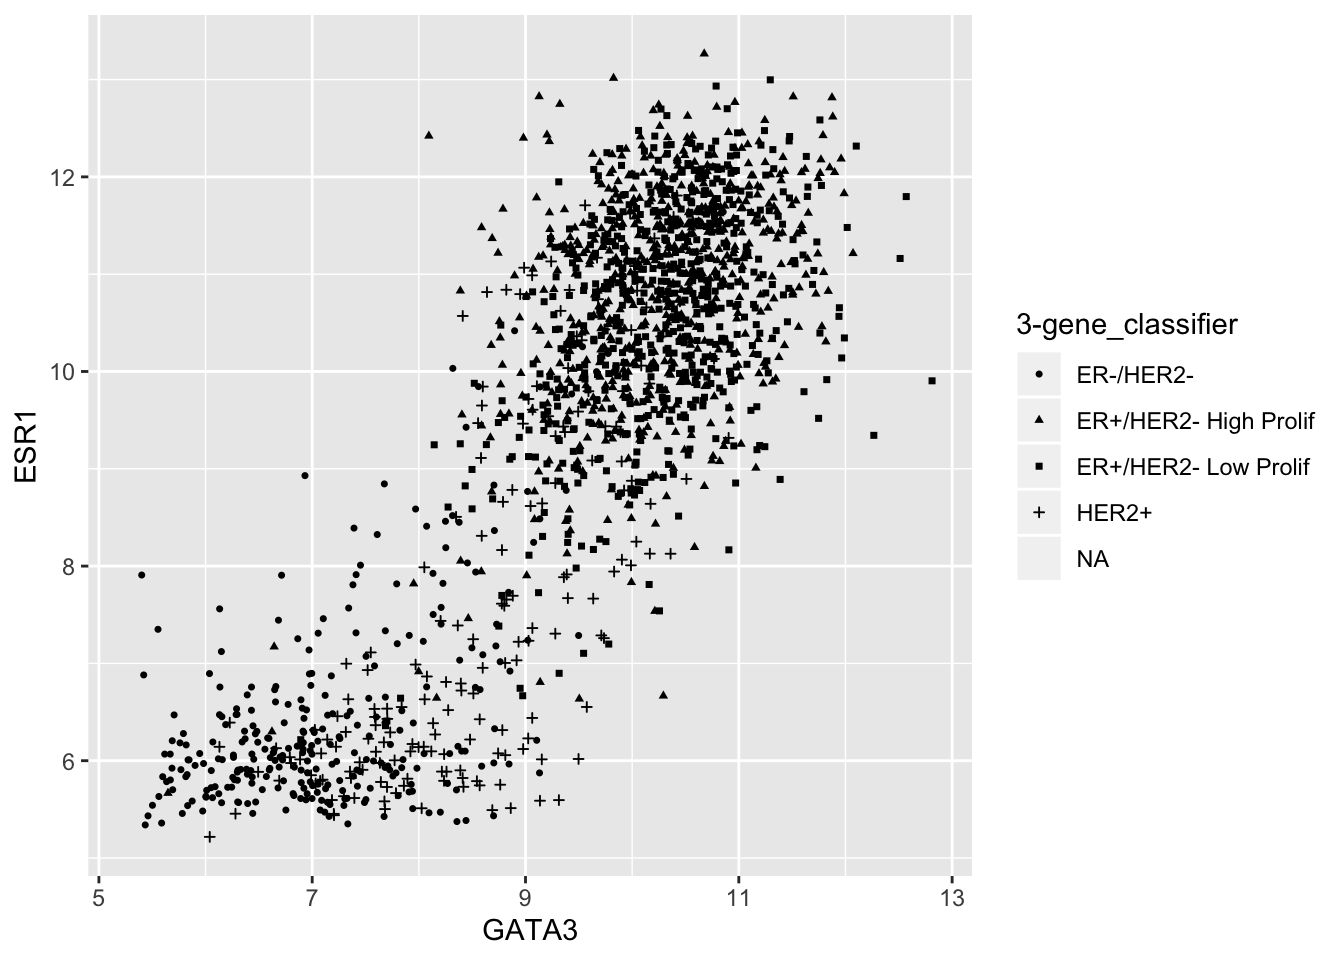 12
10
8
6
ESR1
5 7 9 11 13
GATA3
3-gene_classifier
ER-/HER2-
ER+/HER2- High Prolif
ER+/HER2- Low Prolif
HER2+
NA